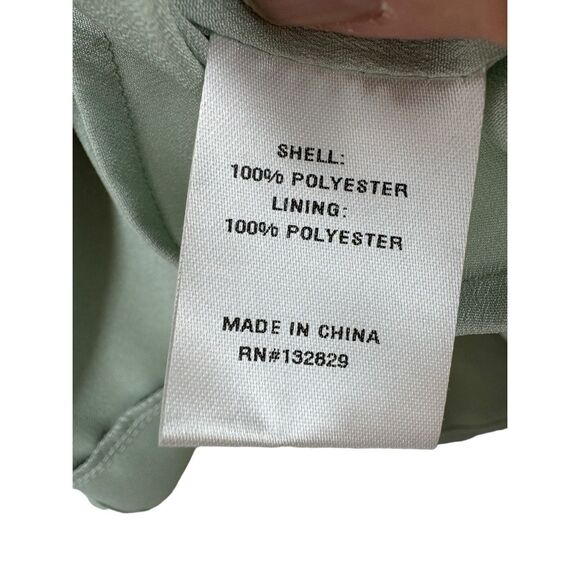 SHELL:
100% POLYESTER
LINING:
100% POLYESTER
MADE IN CHINA
RN#132829